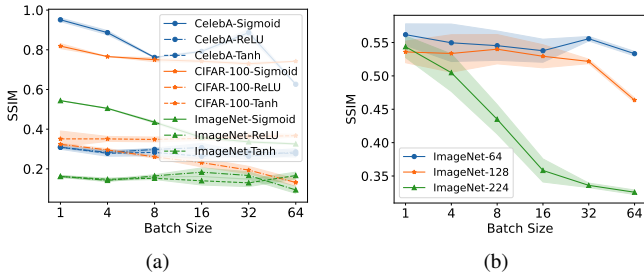 1.0
0.8
0.6
0.4
0.2
SSIM
CelebA-Sigmoid
CelebA-ReLU
CelebA-Tanh
CIFAR-100-Sigmoid
CIFAR-100-ReLU
CIFAR-100-Tanh
ImageNet-Sigmoid
ImageNet-ReLU
ImageNet-Tanh
1 4 8 16 32 64
Batch Size
(a)
0.55
0.50
0.45
0.40
0.35
SSIM
ImageNet-64
ImageNet-128
ImageNet-224
1 4 8 16 32 64
Batch Size
(b)